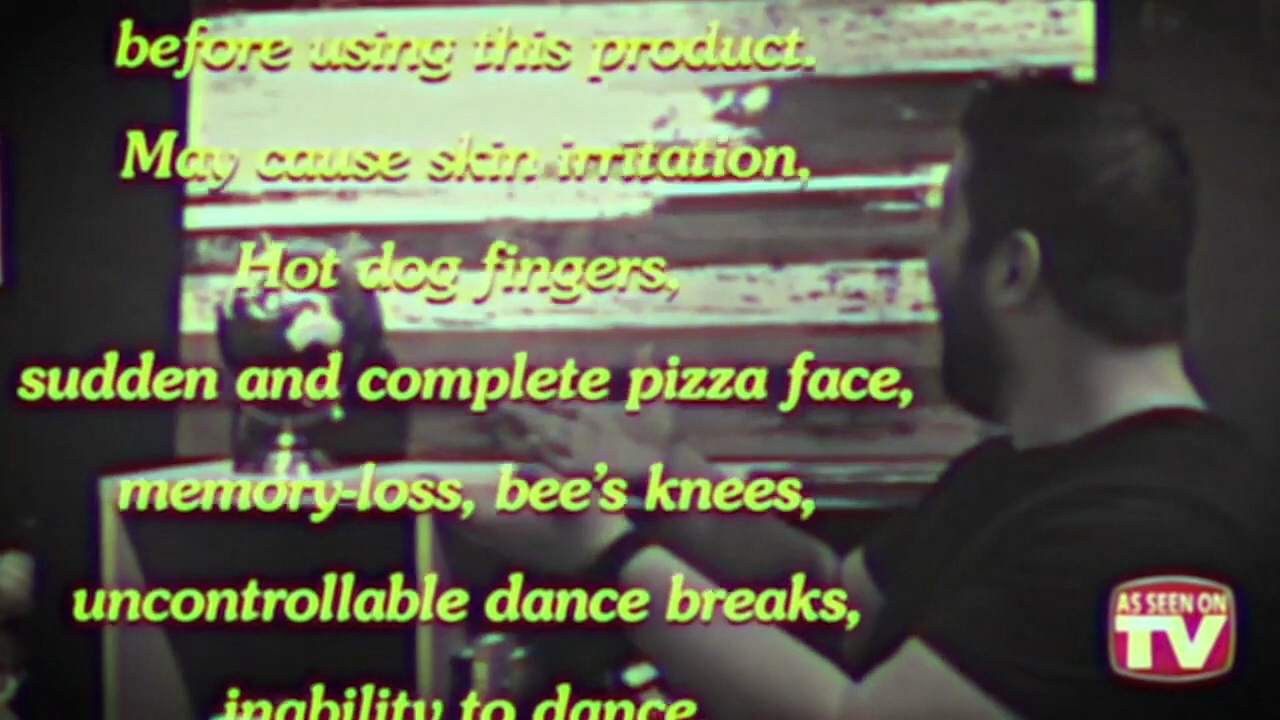 before using this product.
May cause skin irritation,
Hot dog fingers,
sudden and complete pizza face,
memory-loss, bee's knees,
uncontrollable dance breaks,
inability to dance
AS SEEN ON
TV